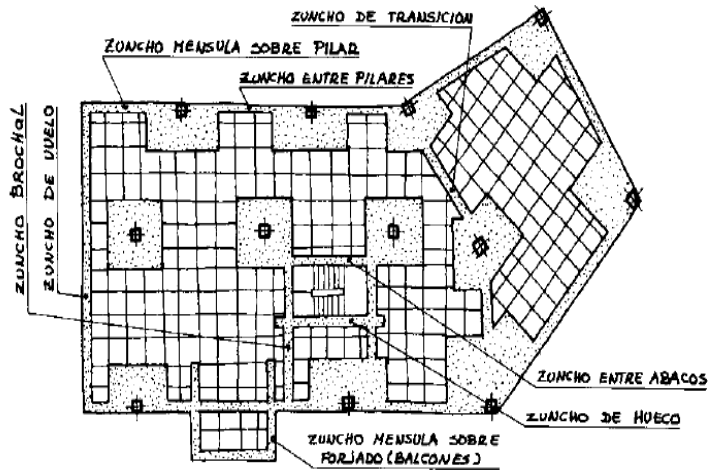 ZUNCHO DE TRANSICION
ZUNCHO MENSULA SOBRE PILAR
ZUNCHO ENTRE PILARES
ZUNCHO BROCHAL
ZUNCHO DE VUELO
ZUNCHO ENTRE ABACOS
ZUNCHO DE HUECO
ZUNCHO MENSULA SOBRE
FORJADO (BALCONES)